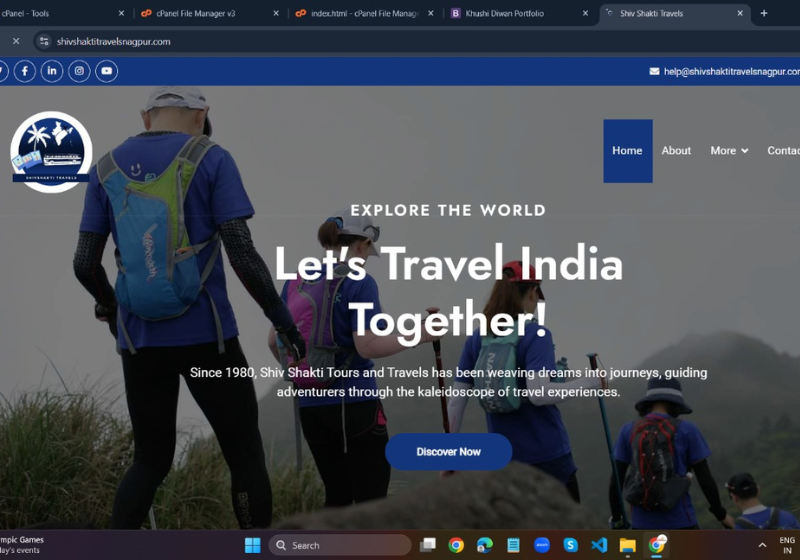 cPanel - Tools
cPanel File Manager v3
index.html - cPanel File Manag
Khushi Diwan Portfolio
Shiv Shakti Travels
shivshaktitravelsnagpur.com
help@shivshaktitravelsnagpur.com
SHIVSHAKTI TRAVELS
Home
About
More
Contac
EXPLORE THE WORLD
Let's Travel India
Together!
Since 1980, Shiv Shakti Tours and Travels has been weaving dreams into journeys, guiding
adventurers through the kaleidoscope of travel experiences.
Discover Now
mpic Games
ay's events
Search
zoom
ENG
IN